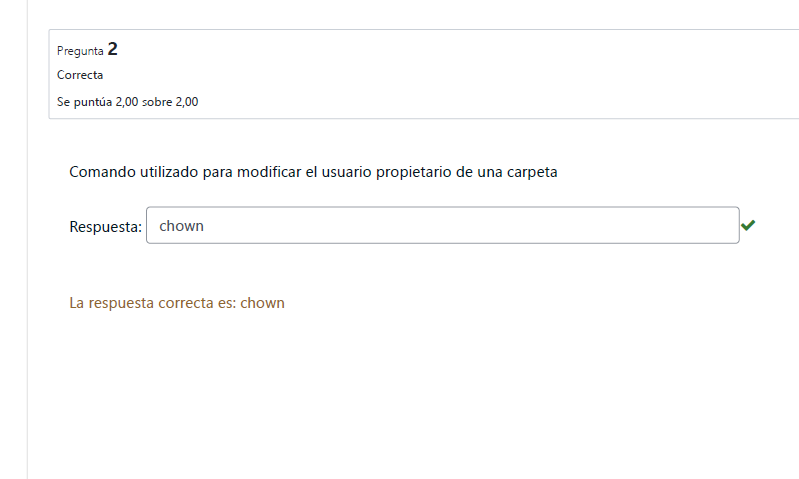 Pregunta 2
Correcta
Se puntúa 2,00 sobre 2,00
Comando utilizado para modificar el usuario propietario de una carpeta
Respuesta: chown
La respuesta correcta es: chown